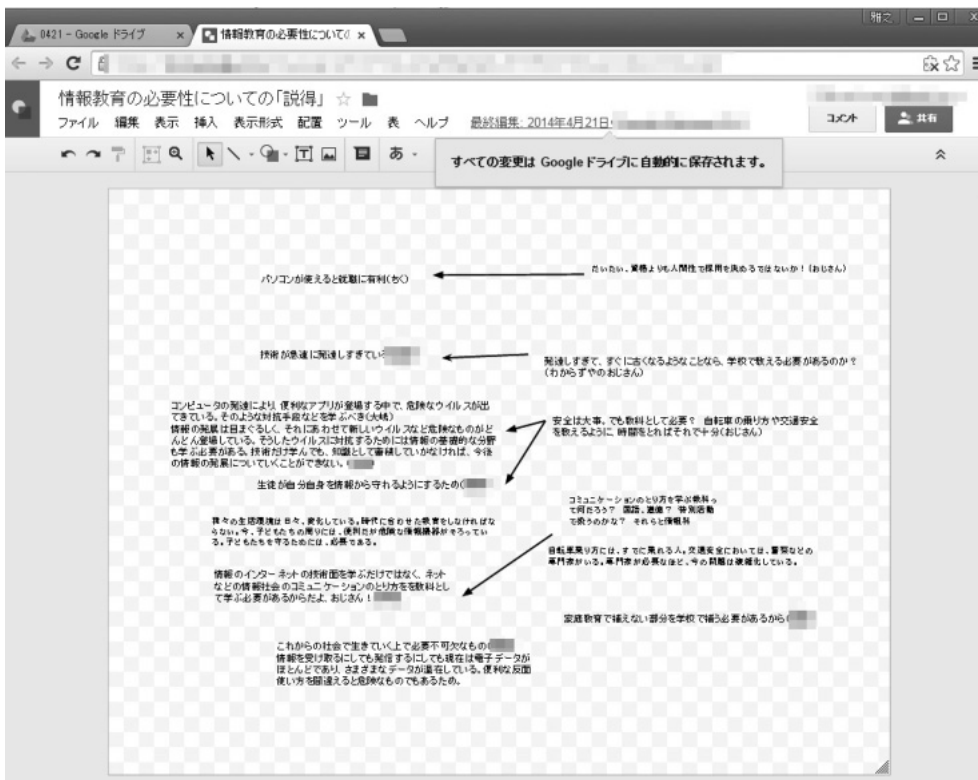 雅之
0421 - Google ドライブ
情報教育の必要性についての
情報教育の必要性についての「説得」
ファイル 編集 表示 挿入 表示形式 配置 ツール 表 ヘルプ 最終編集: 2014年4月21日
コメント
共有
あ
すべての変更は Google ドライブに自動的に保存されます。
パソコンが使えると就職に有利(
だいたい、資格よりも人間性で採用を決めるではないか！(おじさん)
技術が急速に発達しすぎている
発達しすぎて、すぐに古くなるようなことなら、学校で教える必要があるのか？
(わからずやのおじさん)
コンピュータの発達により、便利なアプリが登場する中で、危険なウイルスが出
てきている。そのような対抗手段などを学ぶべき(大嶋)
情報の発展は目まぐるしく、それにあわせて新しいウイルスなど危険なものがど
んどん登場している。そうしたウイルスに対抗するためには情報の基礎的な分野
も学ぶ必要がある。技術だけ学んでも、知識として蓄積していかなければ、今後
の情報の発展についていくことができない。(
安全は大事。でも教科として必要？ 自転車の乗り方や交通安全
を教えるように、時間をとればそれで十分(おじさん)
生徒が自分自身を情報から守れるようにするため(
コミュニケーションのとり方を学ぶ教科っ
て何だろう？ 国語、道徳？ 特別活動
で扱うのかな？ それらと情報科
我々の生活環境は日々、変化している。時代に合わせた教育をしなければな
らない。今、子どもたちの周りには、便利だが危険な情報機器がそろってい
る。子どもたちを守るためには、必要である。
自転車乗り方には、すでに乗れる人。交通安全においては、警察などの
専門家がいる。専門家が必要なほど、今の問題は複雑化している。
情報のインターネットの技術面を学ぶだけではなく、ネット
などの情報社会のコミュニケーションのとり方をを教科とし
て学ぶ必要があるからだよ、おじさん！
家庭教育で補えない部分を学校で補う必要があるから(
これからの社会で生きていく上で必要不可欠なもの(
情報を受け取るにしても発信するにしても現在は電子データが
ほとんどであり、さまざまなデータが混在している。便利な反面
使い方を間違えると危険なものでもあるため。